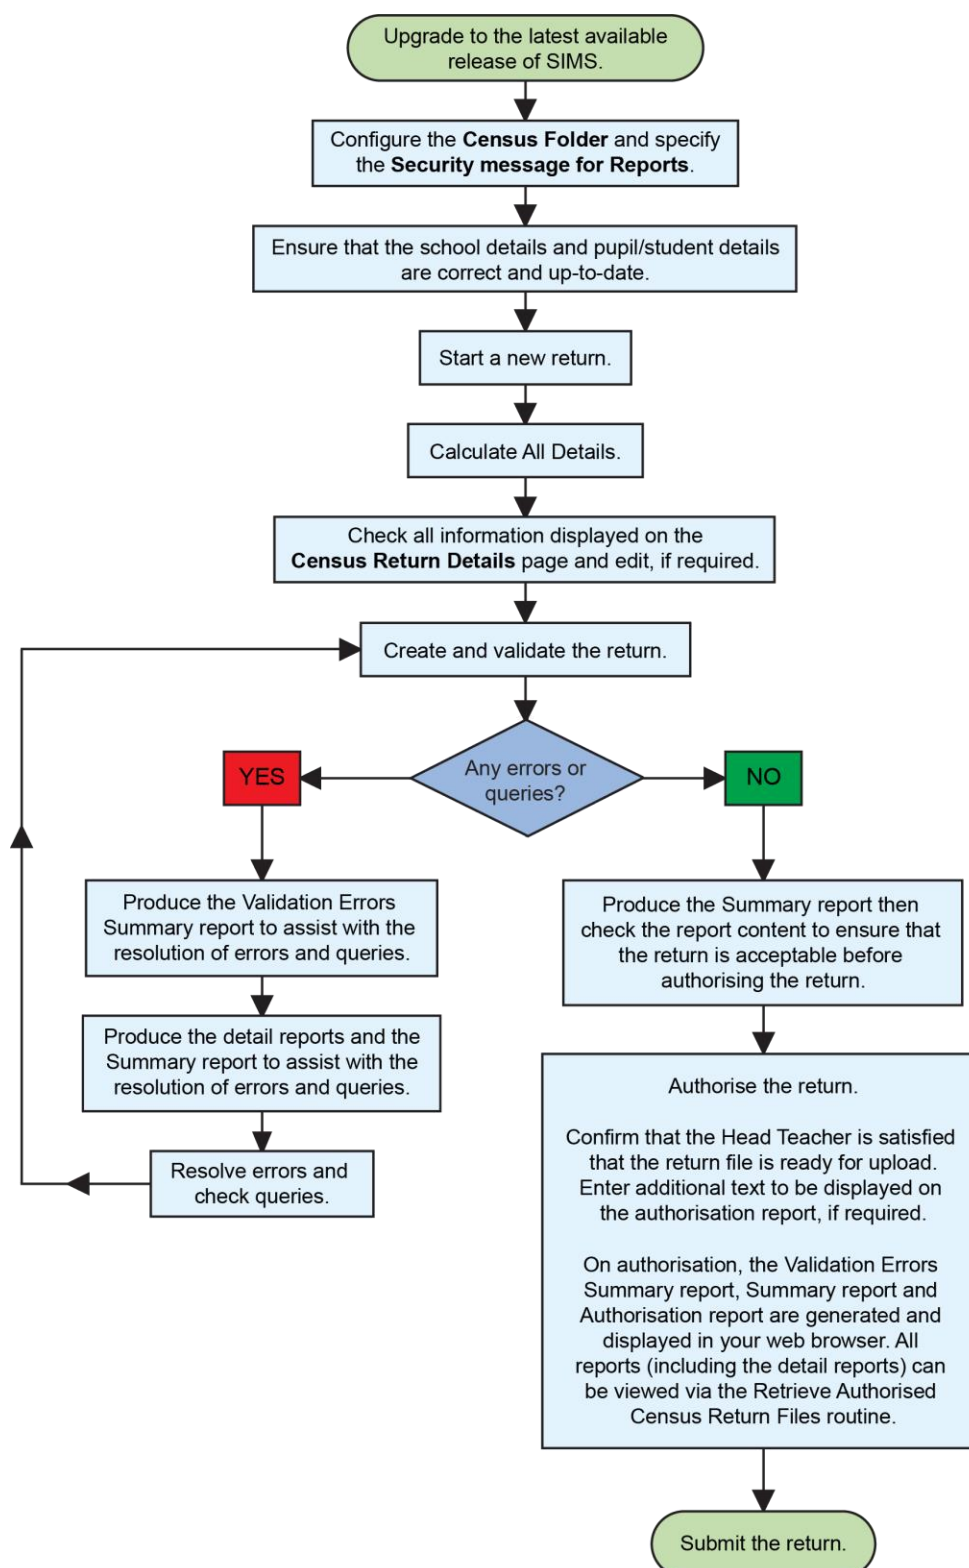 Upgrade to the latest available
release of SIMS.
Configure the Census Folder and specify
the Security message for Reports.
Ensure that the school details and pupil/student details
are correct and up-to-date.
Start a new return.
Calculate All Details.
Check all information displayed on the
Census Return Details page and edit, if required.
Create and validate the return.
Any errors or
queries?
YES
NO
Produce the Validation Errors
Summary report to assist with the
resolution of errors and queries.
Produce the detail reports and the
Summary report to assist with the
resolution of errors and queries.
Resolve errors and
check queries.
Produce the Summary report then
check the report content to ensure that
the return is acceptable before
authorising the return.
Authorise the return.
Confirm that the Head Teacher is satisfied
that the return file is ready for upload.
Enter additional text to be displayed on
the authorisation report, if required.
On authorisation, the Validation Errors
Summary report, Summary report and
Authorisation report are generated and
displayed in your web browser. All
reports (including the detail reports) can
be viewed via the Retrieve Authorised
Census Return Files routine.
Submit the return.